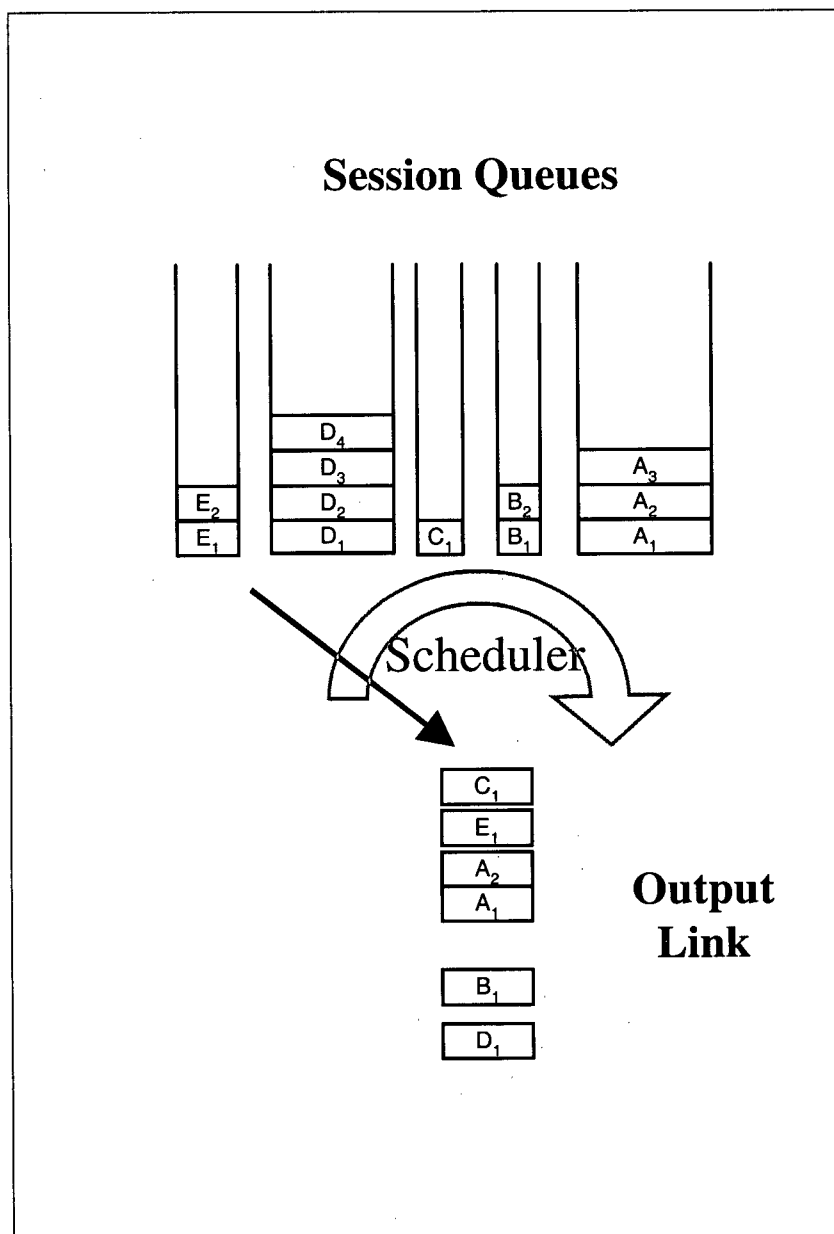 Session Queues
D₄
D₃ A₃
E₂ D₂ B₂ A₂
E₁ D₁ C₁ B₁ A₁
Scheduler
C₁
E₁
A₂
A₁
Output
Link
B₁
D₁